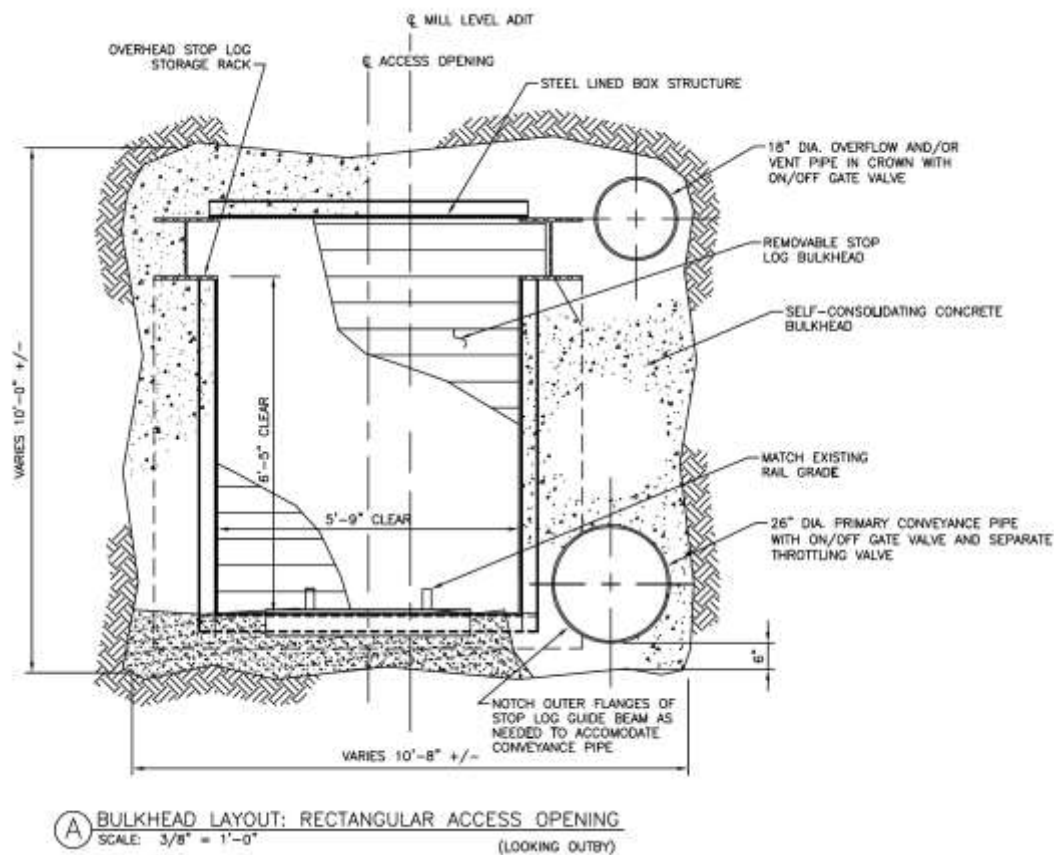 ℄ MILL LEVEL ADIT
OVERHEAD STOP LOG
STORAGE RACK
℄ ACCESS OPENING
STEEL LINED BOX STRUCTURE
18" DIA. OVERFLOW AND/OR
VENT PIPE IN CROWN WITH
ON/OFF GATE VALVE
REMOVABLE STOP
LOG BULKHEAD
SELF-CONSOLIDATING CONCRETE
BULKHEAD
VARIES 10'-0" +/-
6'-5" CLEAR
5'-9" CLEAR
MATCH EXISTING
RAIL GRADE
26" DIA. PRIMARY CONVEYANCE PIPE
WITH ON/OFF GATE VALVE AND SEPARATE
THROTTLING VALVE
6"
NOTCH OUTER FLANGES OF
STOP LOG GUIDE BEAM AS
NEEDED TO ACCOMODATE
CONVEYANCE PIPE
VARIES 10'-8" +/-
A BULKHEAD LAYOUT: RECTANGULAR ACCESS OPENING
SCALE: 3/8" = 1'-0"
(LOOKING OUTBY)